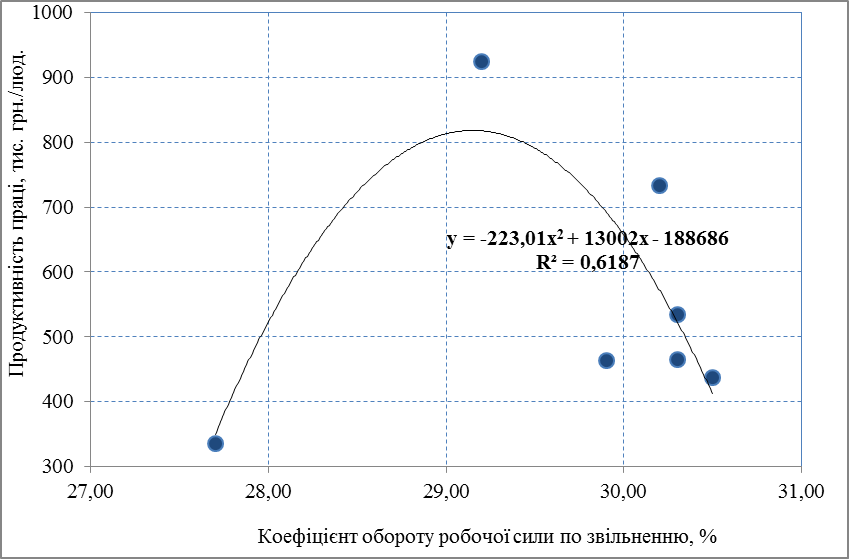 1000
900
800
700
600
500
400
300
Продуктивність праці, тис. грн./люд.
y = -223,01x² + 13002x - 188686
R² = 0,6187
27,00 28,00 29,00 30,00 31,00
Коефіцієнт обороту робочої сили по звільненню, %